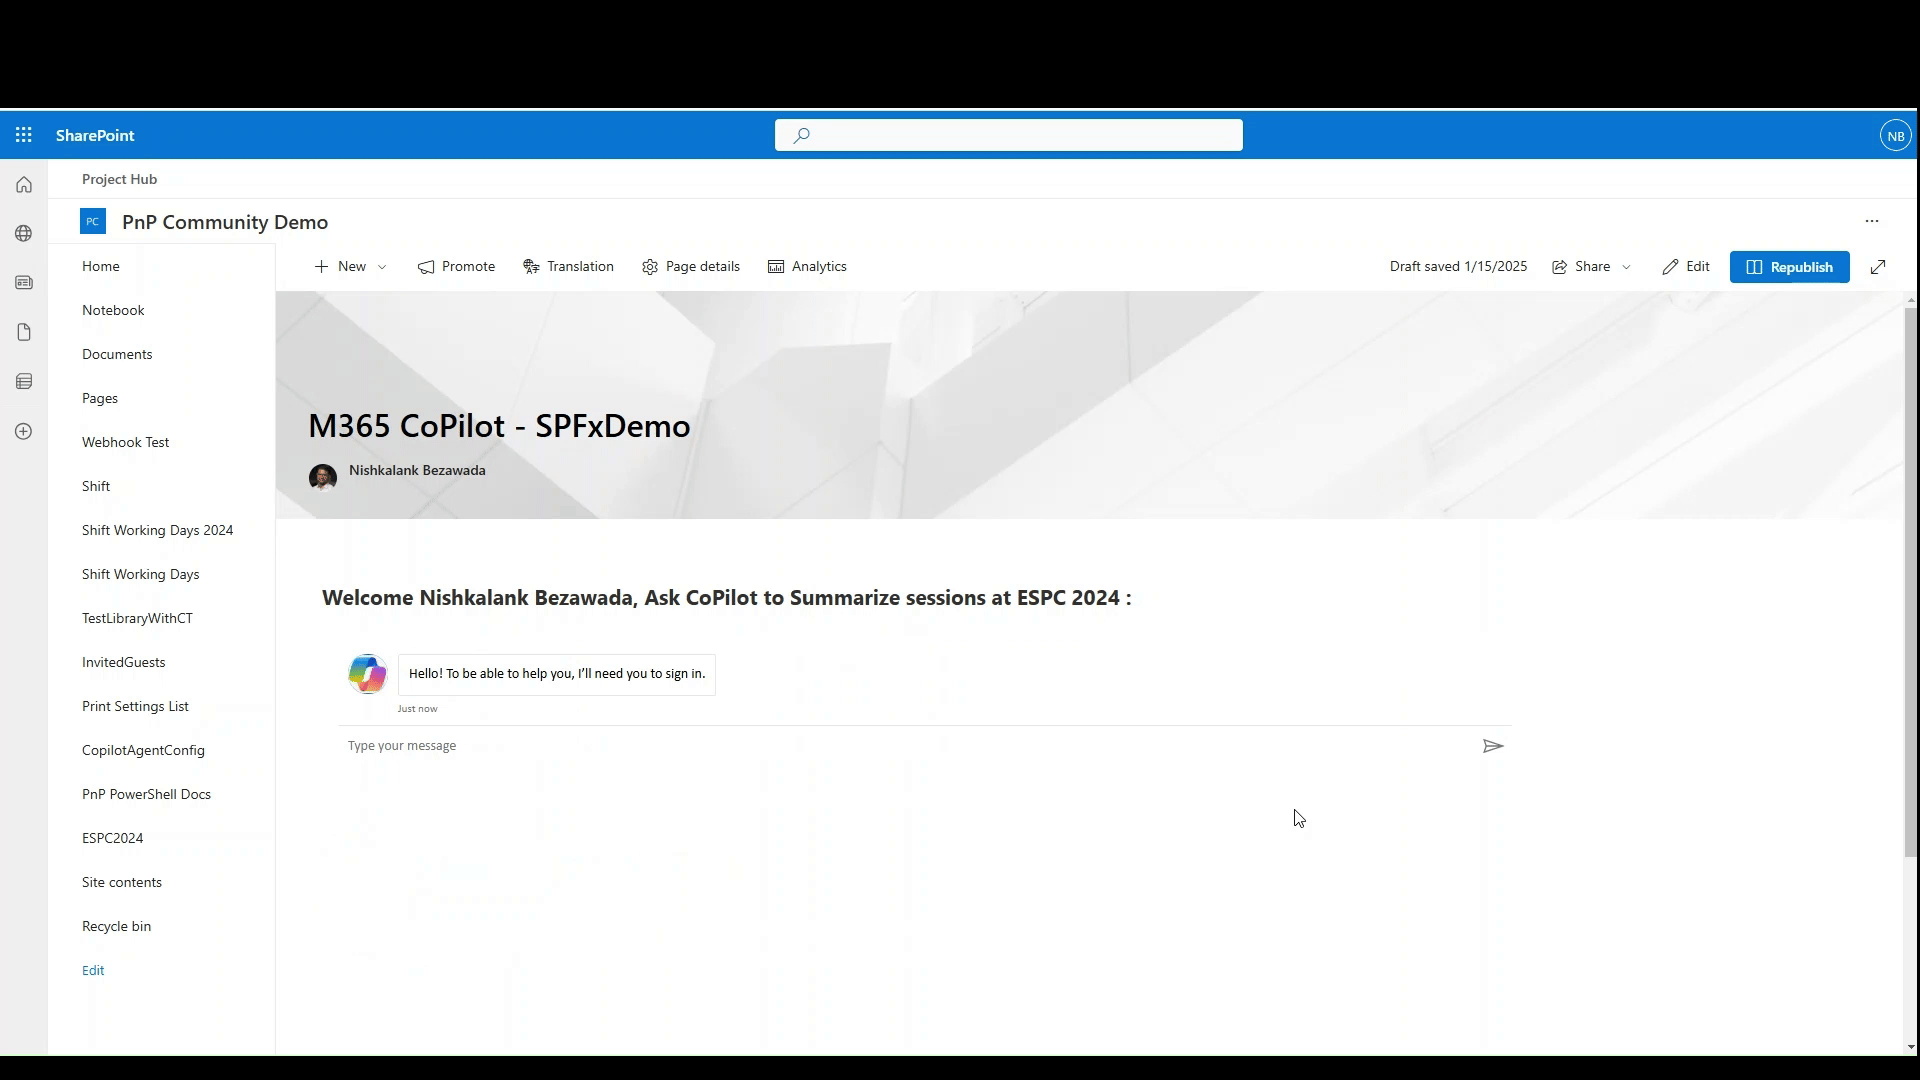 SharePoint
NB
Project Hub
PC
PnP Community Demo
Home
Notebook
Documents
Pages
Webhook Test
Shift
Shift Working Days 2024
Shift Working Days
TestLibraryWithCT
InvitedGuests
Print Settings List
CopilotAgentConfig
PnP PowerShell Docs
ESPC2024
Site contents
Recycle bin
Edit
New
Promote
Translation
Page details
Analytics
Draft saved 1/15/2025
Share
Edit
Republish
M365 CoPilot - SPFxDemo
Nishkalank Bezawada
Welcome Nishkalank Bezawada, Ask CoPilot to Summarize sessions at ESPC 2024 :
Hello! To be able to help you, I’ll need you to sign in.
Just now
Type your message